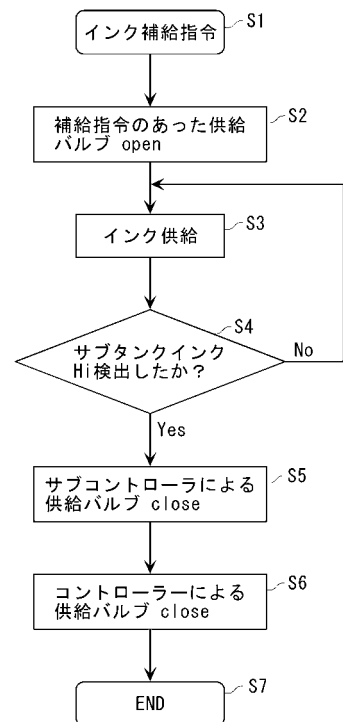 インク補給指令
S1
補給指令のあった供給
バルブ open
S2
インク供給
S3
サブタンクインク
Hi検出したか？
S4
No
Yes
サブコントローラによる
供給バルブ close
S5
コントローラーによる
供給バルブ close
S6
END
S7